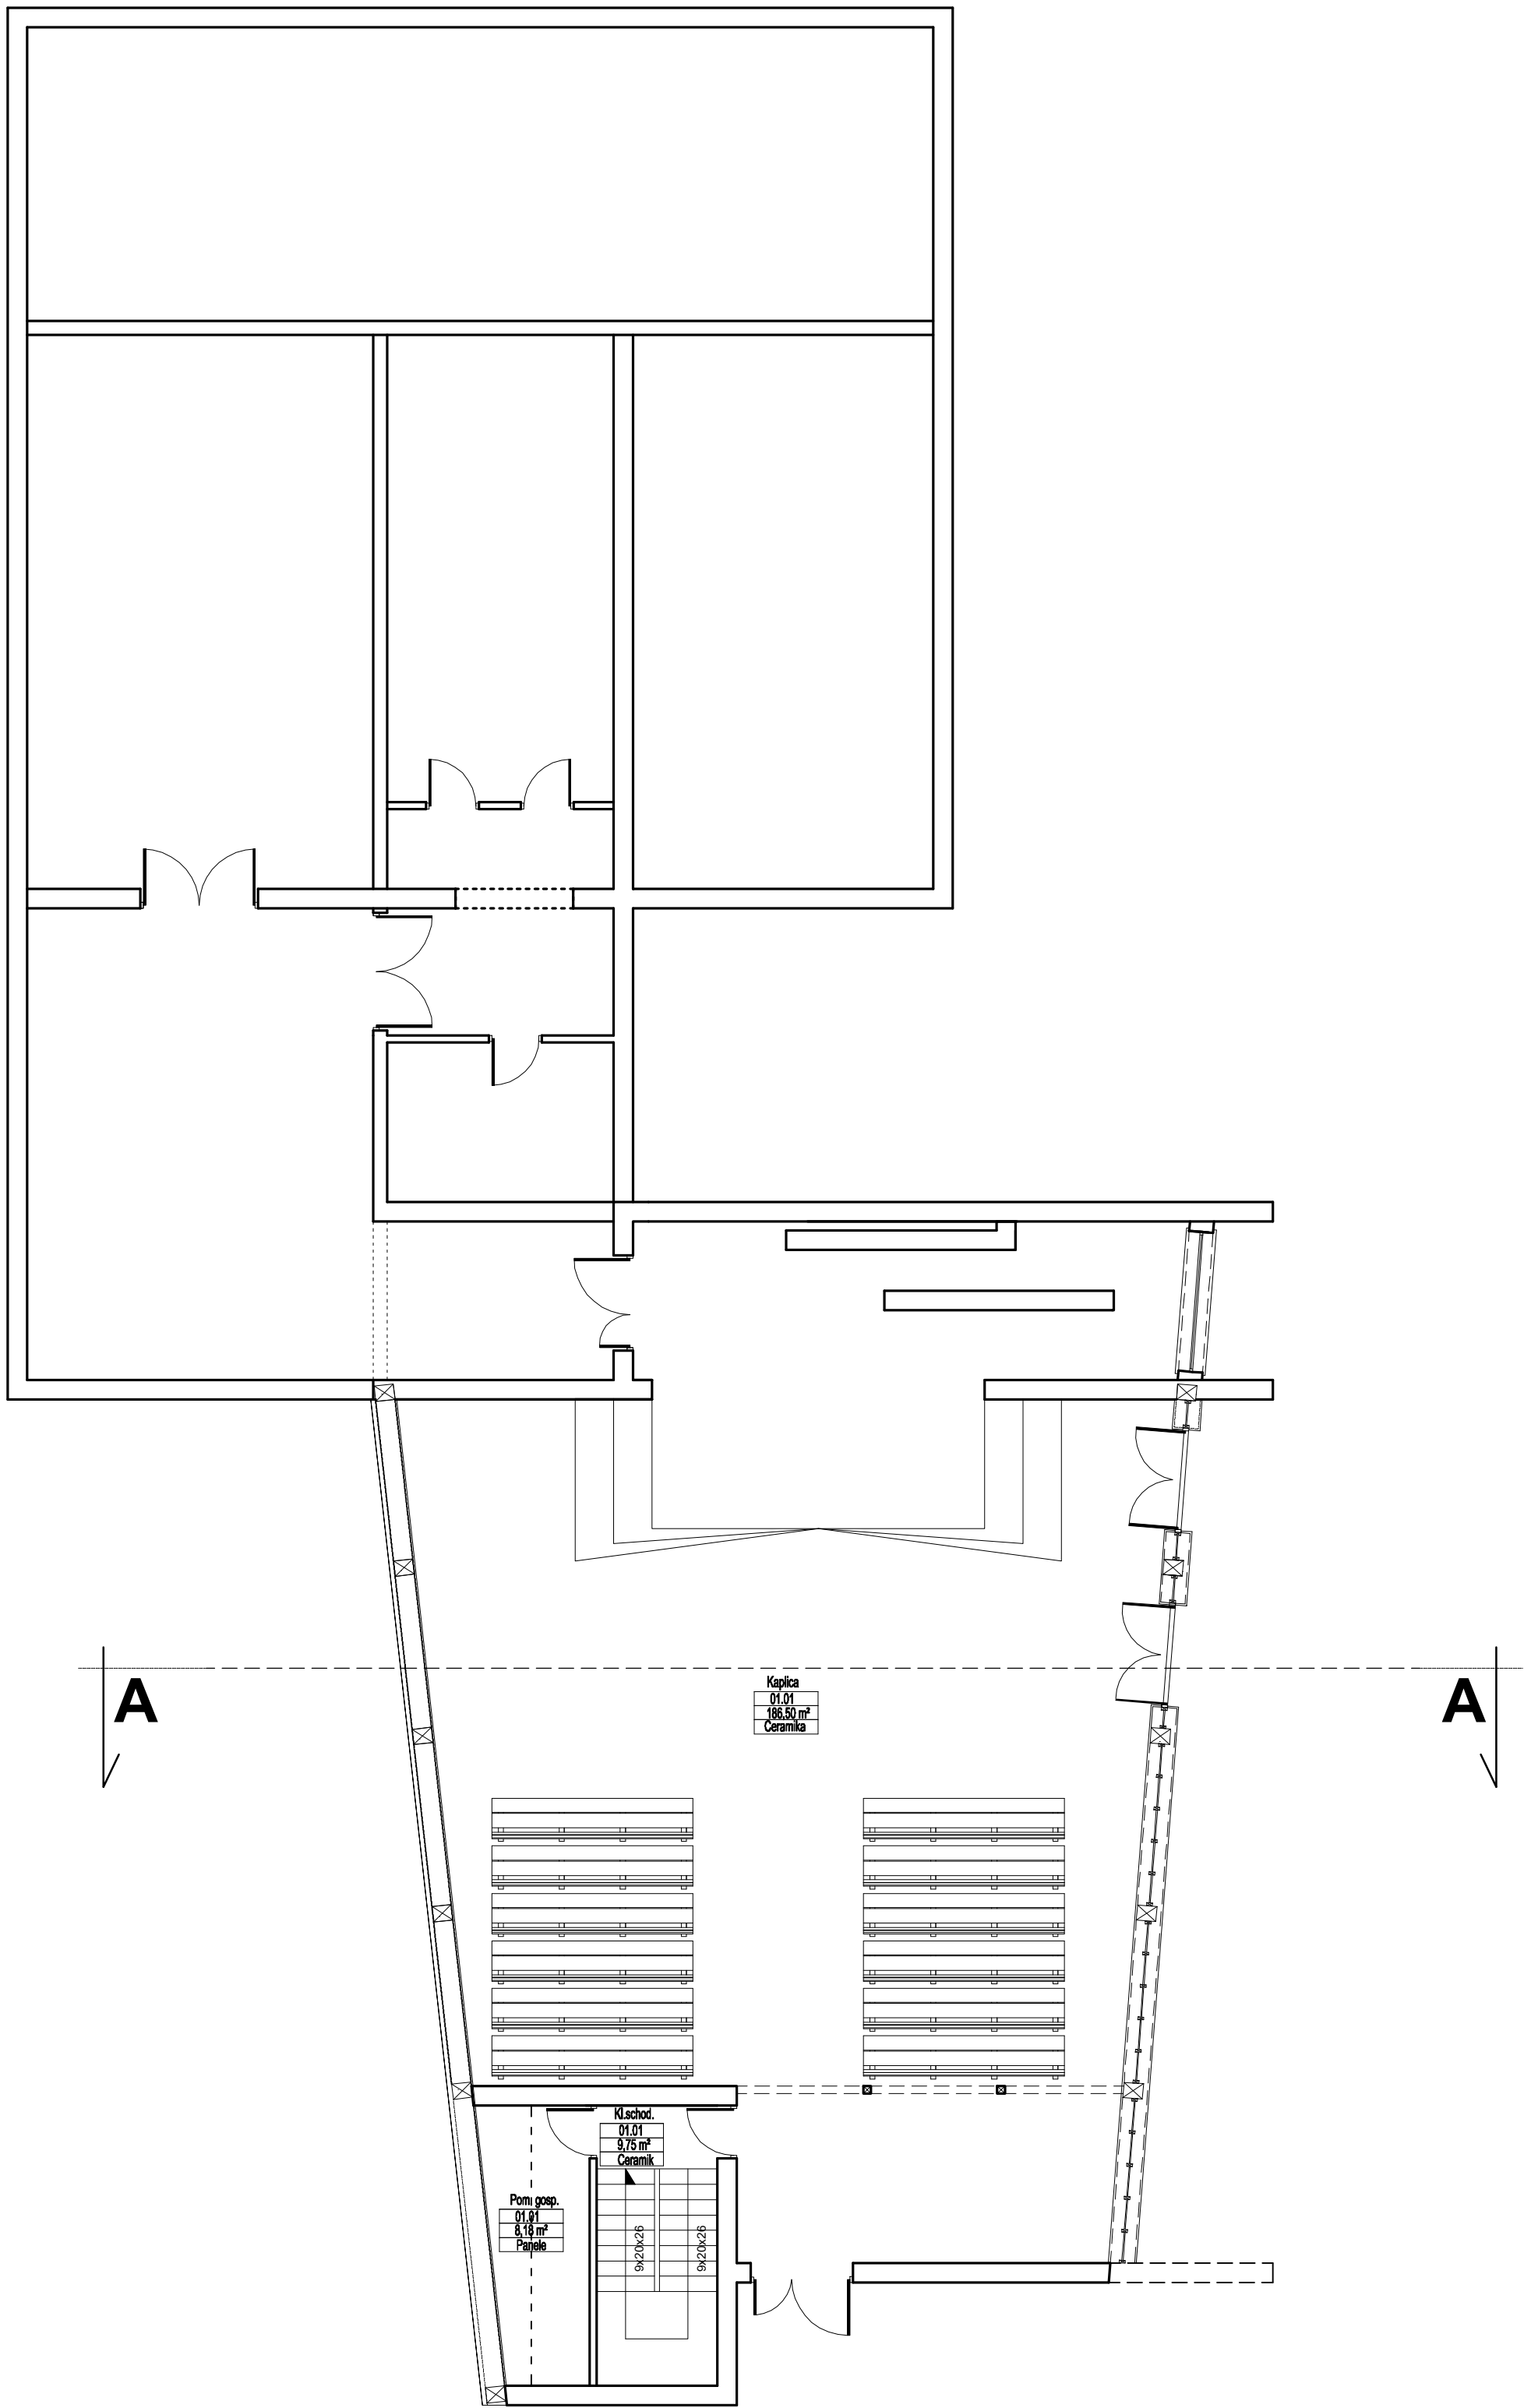 Kaplica
01.01
186,50 m²
Ceramika
A
A
Kl.schod.
01.01
9,75 m²
Ceramik
Pom. gosp.
01.01
8,18 m²
Panele
9x20x26
9x20x26